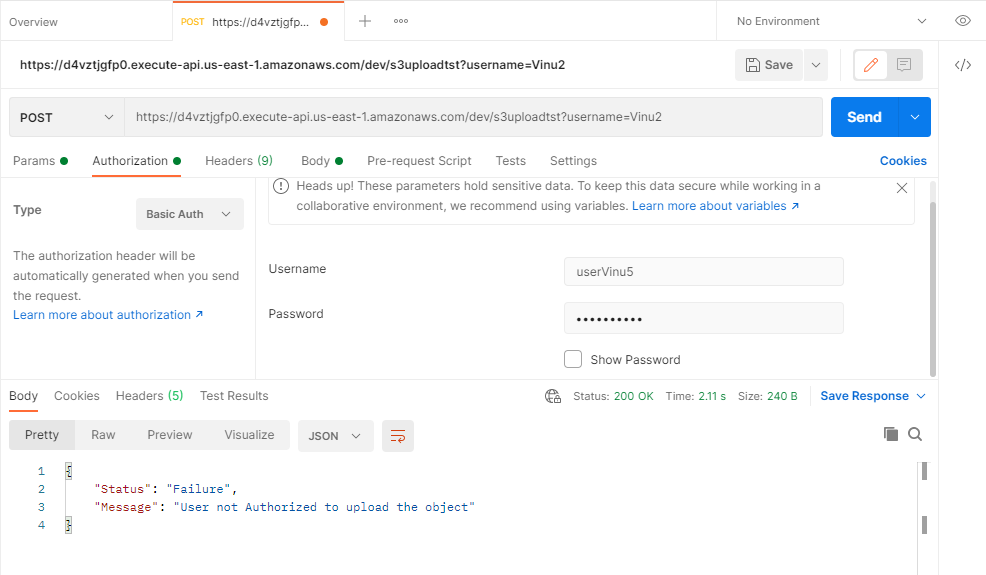 Overview
POST https://d4vztjgfp...
No Environment
https://d4vztjgfp0.execute-api.us-east-1.amazonaws.com/dev/s3uploadtst?username=Vinu2
Save
</>
POST
https://d4vztjgfp0.execute-api.us-east-1.amazonaws.com/dev/s3uploadtst?username=Vinu2
Send
Params Authorization Headers (9) Body Pre-request Script Tests Settings Cookies
Type
Basic Auth
The authorization header will be
automatically generated when you send
the request.
Learn more about authorization ↗
Heads up! These parameters hold sensitive data. To keep this data secure while working in a
collaborative environment, we recommend using variables. Learn more about variables ↗
Username
userVinu5
Password
••••••••••
Show Password
Body Cookies Headers (5) Test Results Status: 200 OK Time: 2.11 s Size: 240 B Save Response
Pretty Raw Preview Visualize JSON
1 {
2 "Status": "Failure",
3 "Message": "User not Authorized to upload the object"
4 }